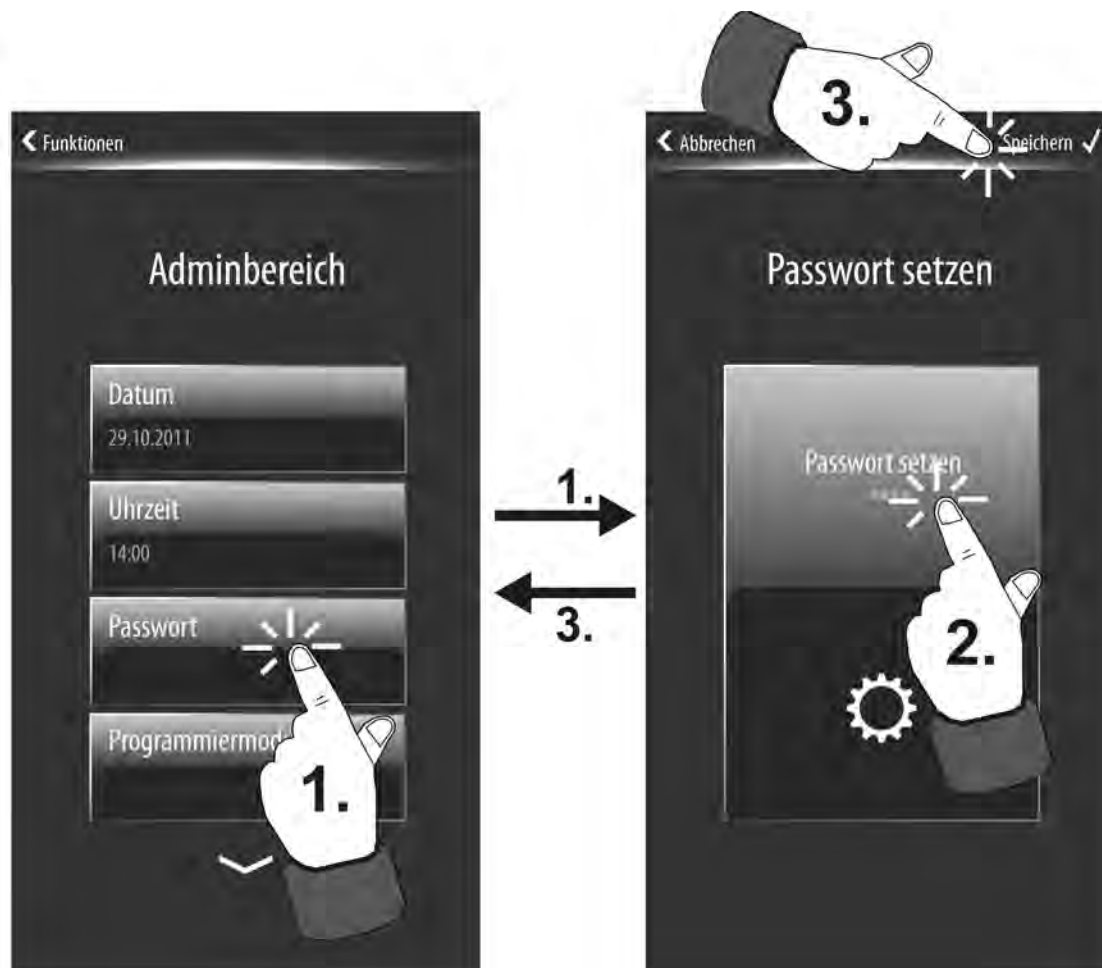 Funktionen
Adminbereich
Datum
29.10.2011
Uhrzeit
14:00
Passwort
1.
1.
3.
Abbrechen
Speichern
3.
Passwort setzen
Passwort setzen
2.